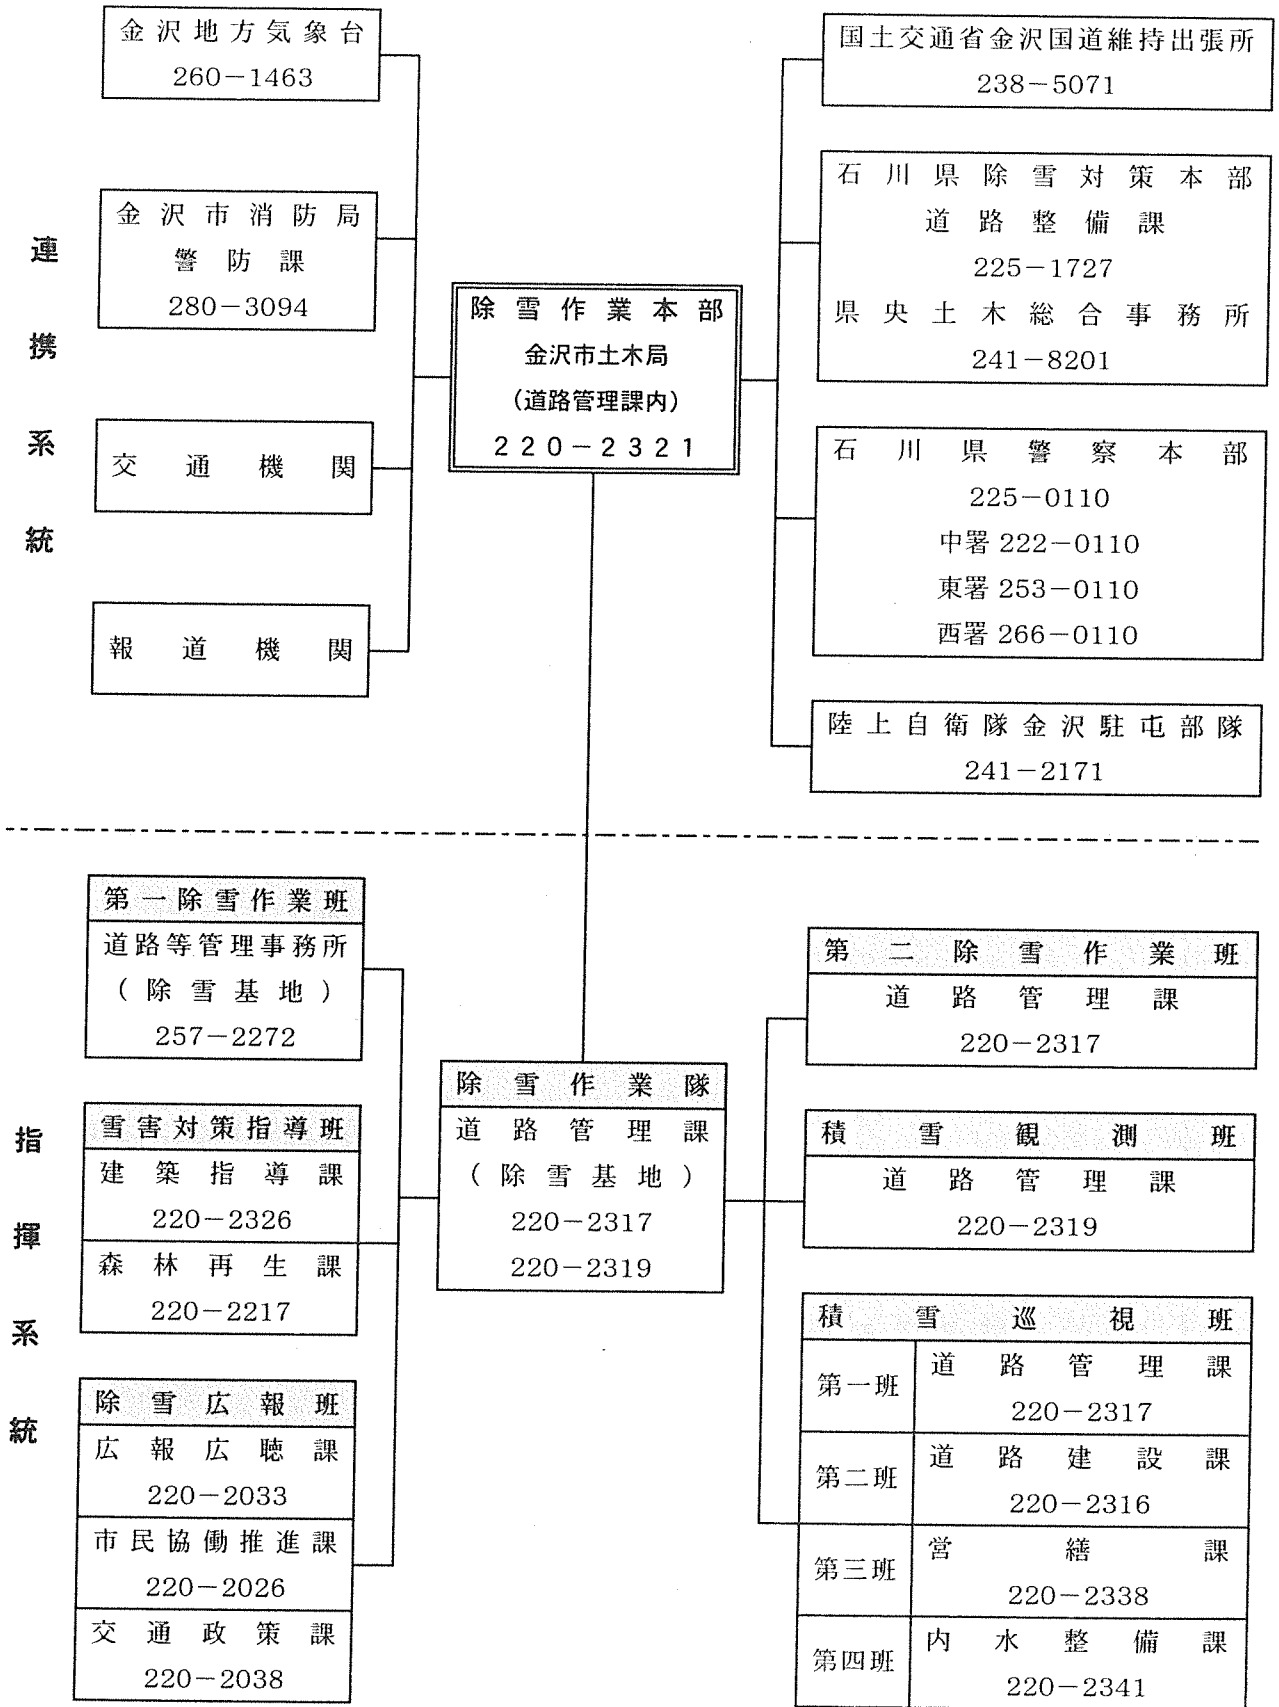 連携系統
金沢地方気象台
260-1463
金沢市消防局
警防課
280-3094
交通機関
報道機関
除雪作業本部
金沢市土木局
(道路管理課内)
220-2321
国土交通省金沢国道維持出張所
238-5071
石川県除雪対策本部
道路整備課
225-1727
県央土木総合事務所
241-8201
石川県警察本部
225-0110
中署 222-0110
東署 253-0110
西署 266-0110
陸上自衛隊金沢駐屯部隊
241-2171
指揮系統
第一除雪作業班
道路等管理事務所
(除雪基地)
257-2272
雪害対策指導班
建築指導課
220-2326
森林再生課
220-2217
除雪広報班
広報広聴課
220-2033
市民協働推進課
220-2026
交通政策課
220-2038
除雪作業隊
道路管理課
(除雪基地)
220-2317
220-2319
第二除雪作業班
道路管理課
220-2317
積雪観測班
道路管理課
220-2319
積雪巡視班
第一班
道路管理課
220-2317
第二班
道路建設課
220-2316
第三班
営繕課
220-2338
第四班
内水整備課
220-2341